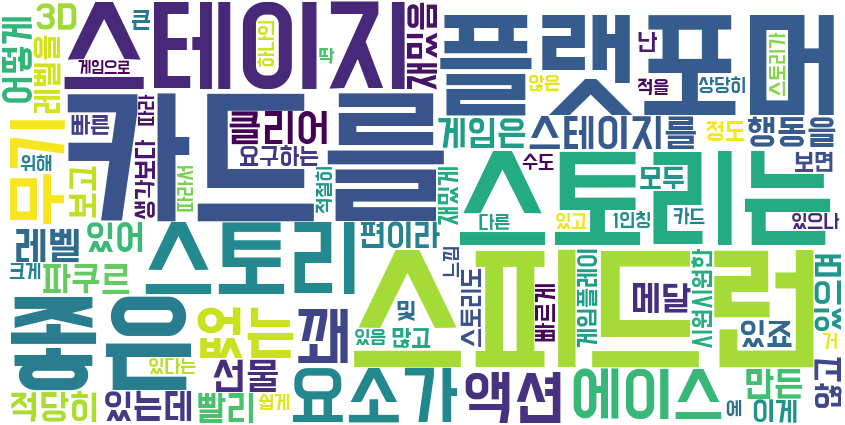 스테이지
플랫포머
카드를
스토리는
스피드런
스토리
좋은
무기
없는
꽤
요소가
액션
에이스
클리어
게임은
스테이지를
행동을
레벨
있어
편이라
파쿠르
선물
메달
적당히
있는데
빨리
만든
이게
3D
큰
하나의
게임으로
딱
재밌음
난
적을
않은
상당히
스토리가
어떻게
레벨을
빠른
따라
위해
보고
생각보다
따라서
요구하는
적절히
재밌게
수도
모두
정도
보면
다른
있고
1인칭
카드
있으나
크게
느낌
스토리도
및
있음
많고
빠르게
게임플레이
시원시원한
있죠
있으며
거
않고
있다는
쉽게
에